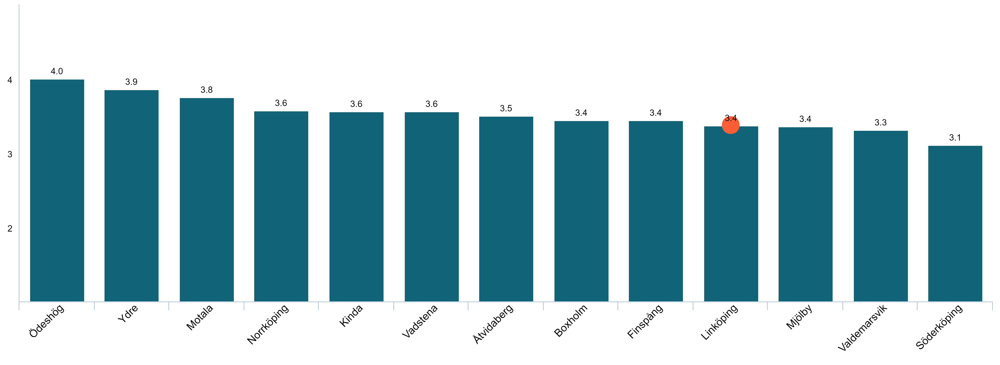 4.0
3.9
3.8
3.6
3.6
3.6
3.5
3.4
3.4
3.4
3.4
3.3
3.1
4
3
2
Ödeshög
Ydre
Motala
Norrköping
Kinda
Vadstena
Åtvidaberg
Boxholm
Finspång
Linköping
Mjölby
Valdemarsvik
Söderköping